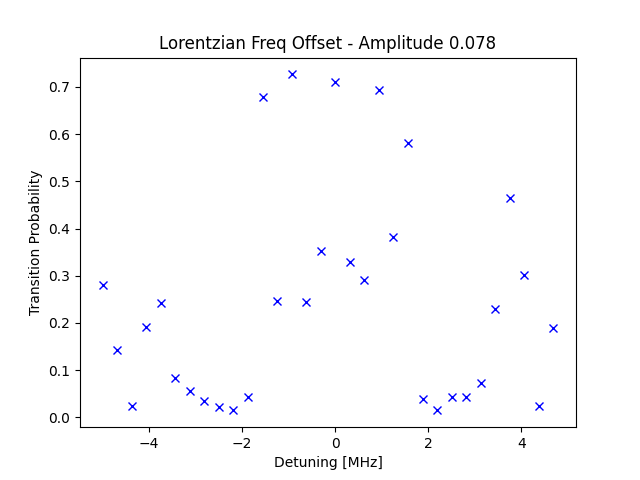 Lorentzian Freq Offset - Amplitude 0.078
Transition Probability
0.7
0.6
0.5
0.4
0.3
0.2
0.1
0.0
−4 −2 0 2 4
Detuning [MHz]